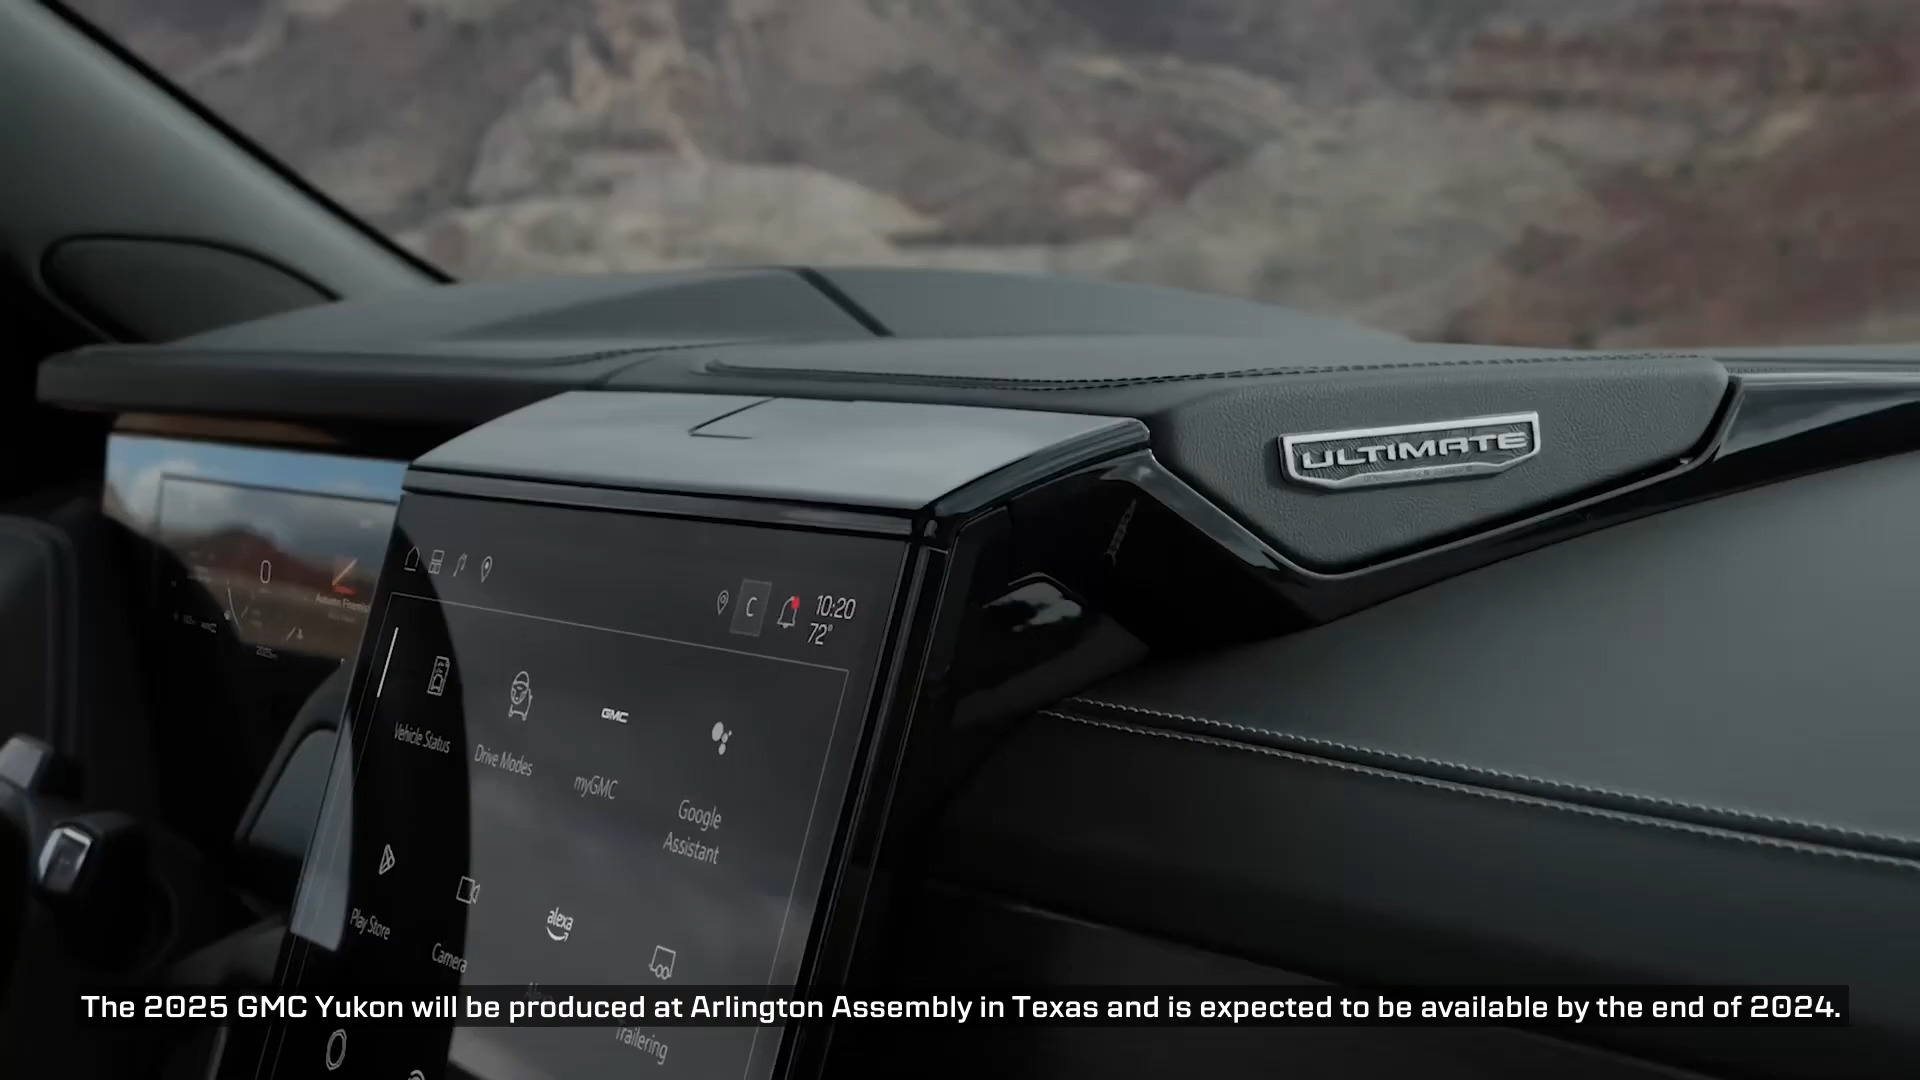 ULTIMATE
10:20
C
72°
Vehicle Status
Drive Modes
GMC
myGMC
Google
Assistant
Play Store
Camera
alexa
Trailering
The 2025 GMC Yukon will be produced at Arlington Assembly in Texas and is expected to be available by the end of 2024.